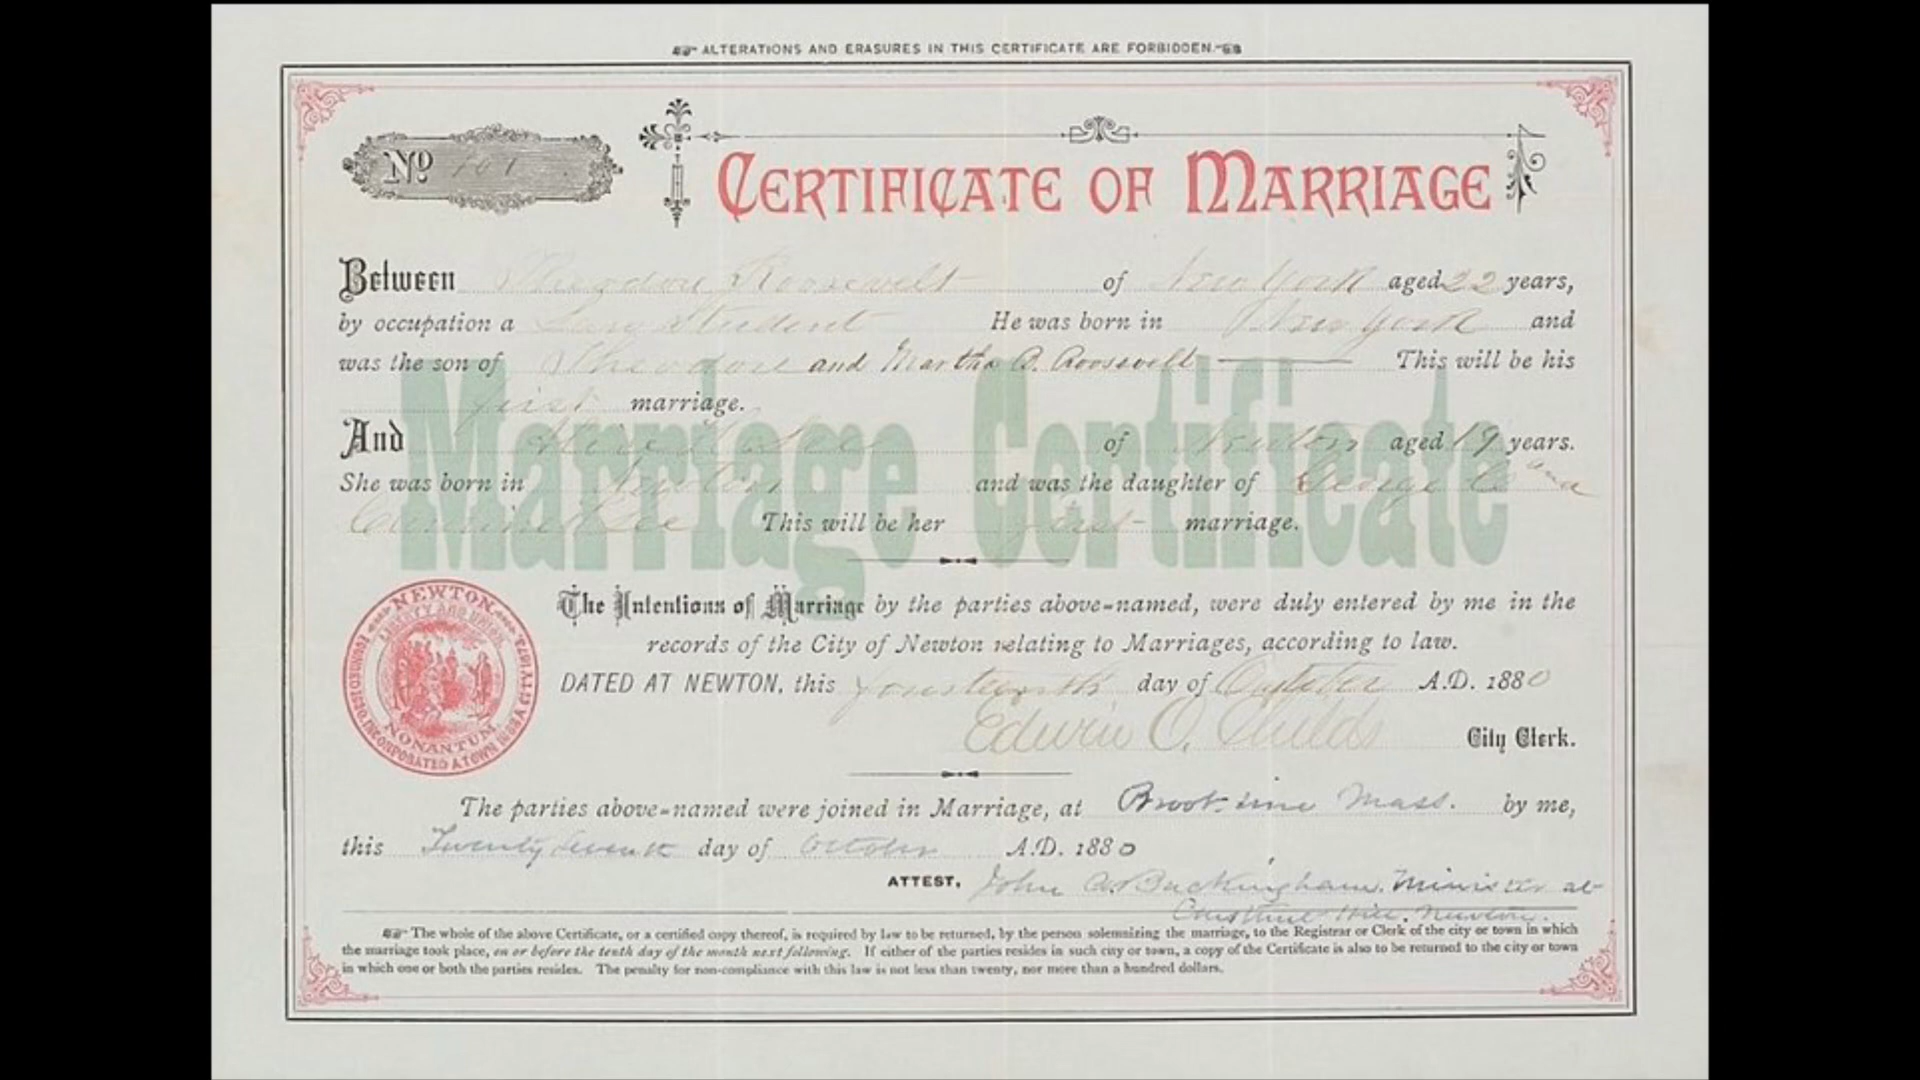 ALTERATIONS AND ERASURES IN THIS CERTIFICATE ARE FORBIDDEN.
No 101
CERTIFICATE OF MARRIAGE
Between Theodore Roosevelt of New York aged 22 years,
by occupation a Law Student He was born in New York and
was the son of Theodore and Martha B. Roosevelt This will be his
first marriage.
And Alice H. Lee of Newton aged 19 years.
She was born in Newton and was the daughter of George C. and
Caroline Lee This will be her first marriage.
Marriage Certificate
The Intentions of Marriage by the parties above-named, were duly entered by me in the
records of the City of Newton relating to Marriages, according to law.
DATED AT NEWTON, this fourteenth day of October A.D. 1880
Edwin O. Childs City Clerk.
NEWTON
LIBERTY AND UNION
NONANTUM
FOUNDED 1630. INCORPORATED A TOWN
The parties above-named were joined in Marriage, at Brookline Mass. by me,
this Twenty Seventh day of October A.D. 1880
ATTEST, John A. Buckingham. Minister at
Hill, Newton.
The whole of the above Certificate, or a certified copy thereof, is required by law to be returned, by the person solemnizing the marriage, to the Registrar or Clerk of the city or town in which
the marriage took place, on or before the tenth day of the month next following. If either of the parties resides in such city or town, a copy of the Certificate is also to be returned to the city or town
in which one or both the parties resides. The penalty for non-compliance with this law is not less than twenty, nor more than a hundred dollars.